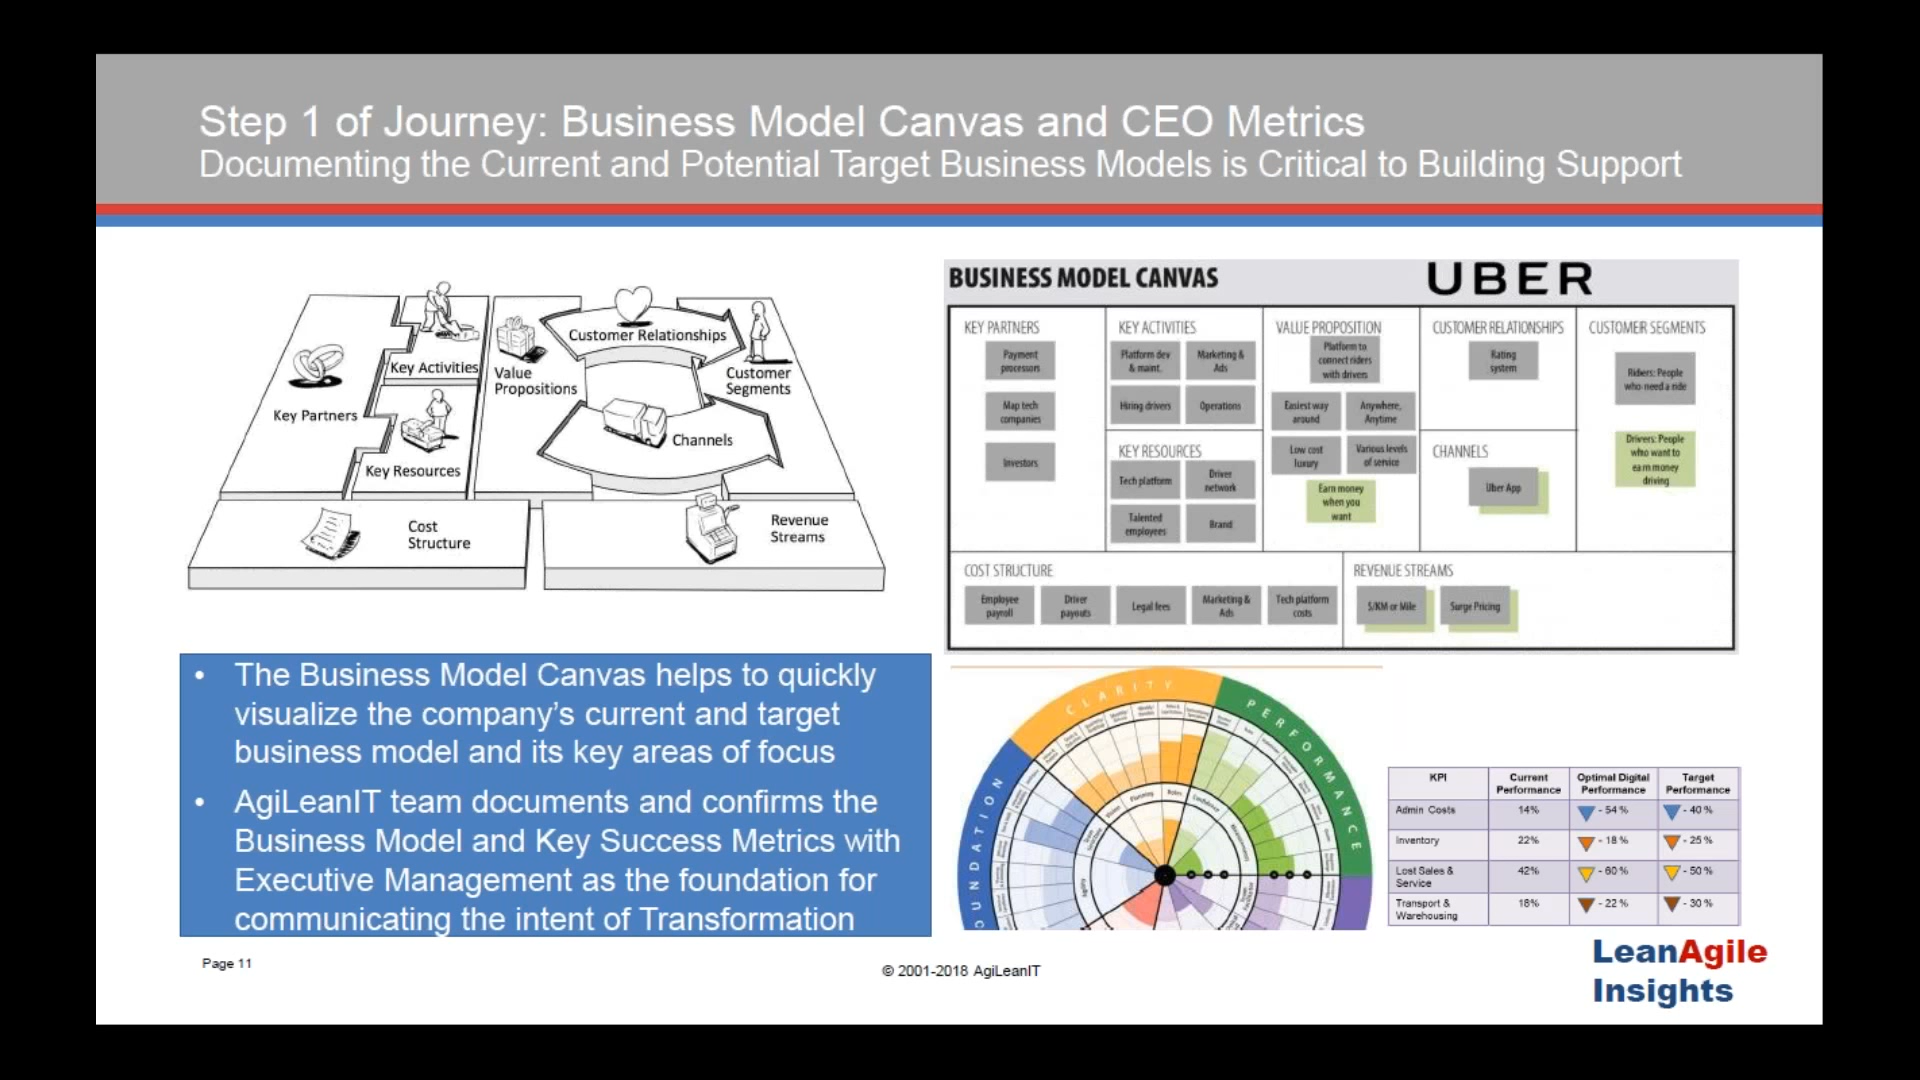 Step 1 of Journey: Business Model Canvas and CEO Metrics
Documenting the Current and Potential Target Business Models is Critical to Building Support
Key Partners
Key Activities
Key Resources
Value
Propositions
Customer Relationships
Customer
Segments
Channels
Cost
Structure
Revenue
Streams
BUSINESS MODEL CANVAS
UBER
KEY PARTNERS
Payment
processors
Map tech
companies
Investors
KEY ACTIVITIES
Platform dev
& maint.
Marketing &
Ads
Hiring drivers
Operations
KEY RESOURCES
Tech platform
Driver
network
Talented
employees
Brand
VALUE PROPOSITION
Platform to
connect riders
with drivers
Easiest way
around
Anywhere,
Anytime
Low cost
luxury
Various levels
of service
Earn money
when you
want
CUSTOMER RELATIONSHIPS
Rating
system
CHANNELS
Uber App
CUSTOMER SEGMENTS
Riders: People
who need a ride
Drivers: People
who want to
earn money
driving
COST STRUCTURE
Employee
payroll
Driver
payouts
Legal fees
Marketing &
Ads
Tech platform
costs
REVENUE STREAMS
$/KM or Mile
Surge Pricing
• The Business Model Canvas helps to quickly
visualize the company's current and target
business model and its key areas of focus
• AgiLeanIT team documents and confirms the
Business Model and Key Success Metrics with
Executive Management as the foundation for
communicating the intent of Transformation
CLARITY
PERFORMANCE
OUNDATION
Vision
Planning
Roles
Confidence
Measurements
Agility
KPI Current Performance Optimal Digital Performance Target Performance
Admin Costs 14% - 54 % - 40 %
Inventory 22% - 18 % - 25 %
Lost Sales & Service 42% - 60 % - 50 %
Transport & Warehousing 18% - 22 % - 30 %
Page 11
© 2001-2018 AgiLeanIT
LeanAgile
Insights